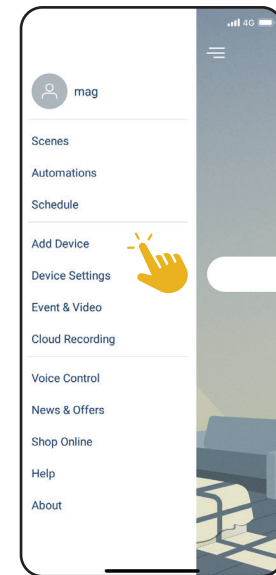 4G
mag
Scenes
Automations
Schedule
Add Device
Device Settings
Event & Video
Cloud Recording
Voice Control
News & Offers
Shop Online
Help
About